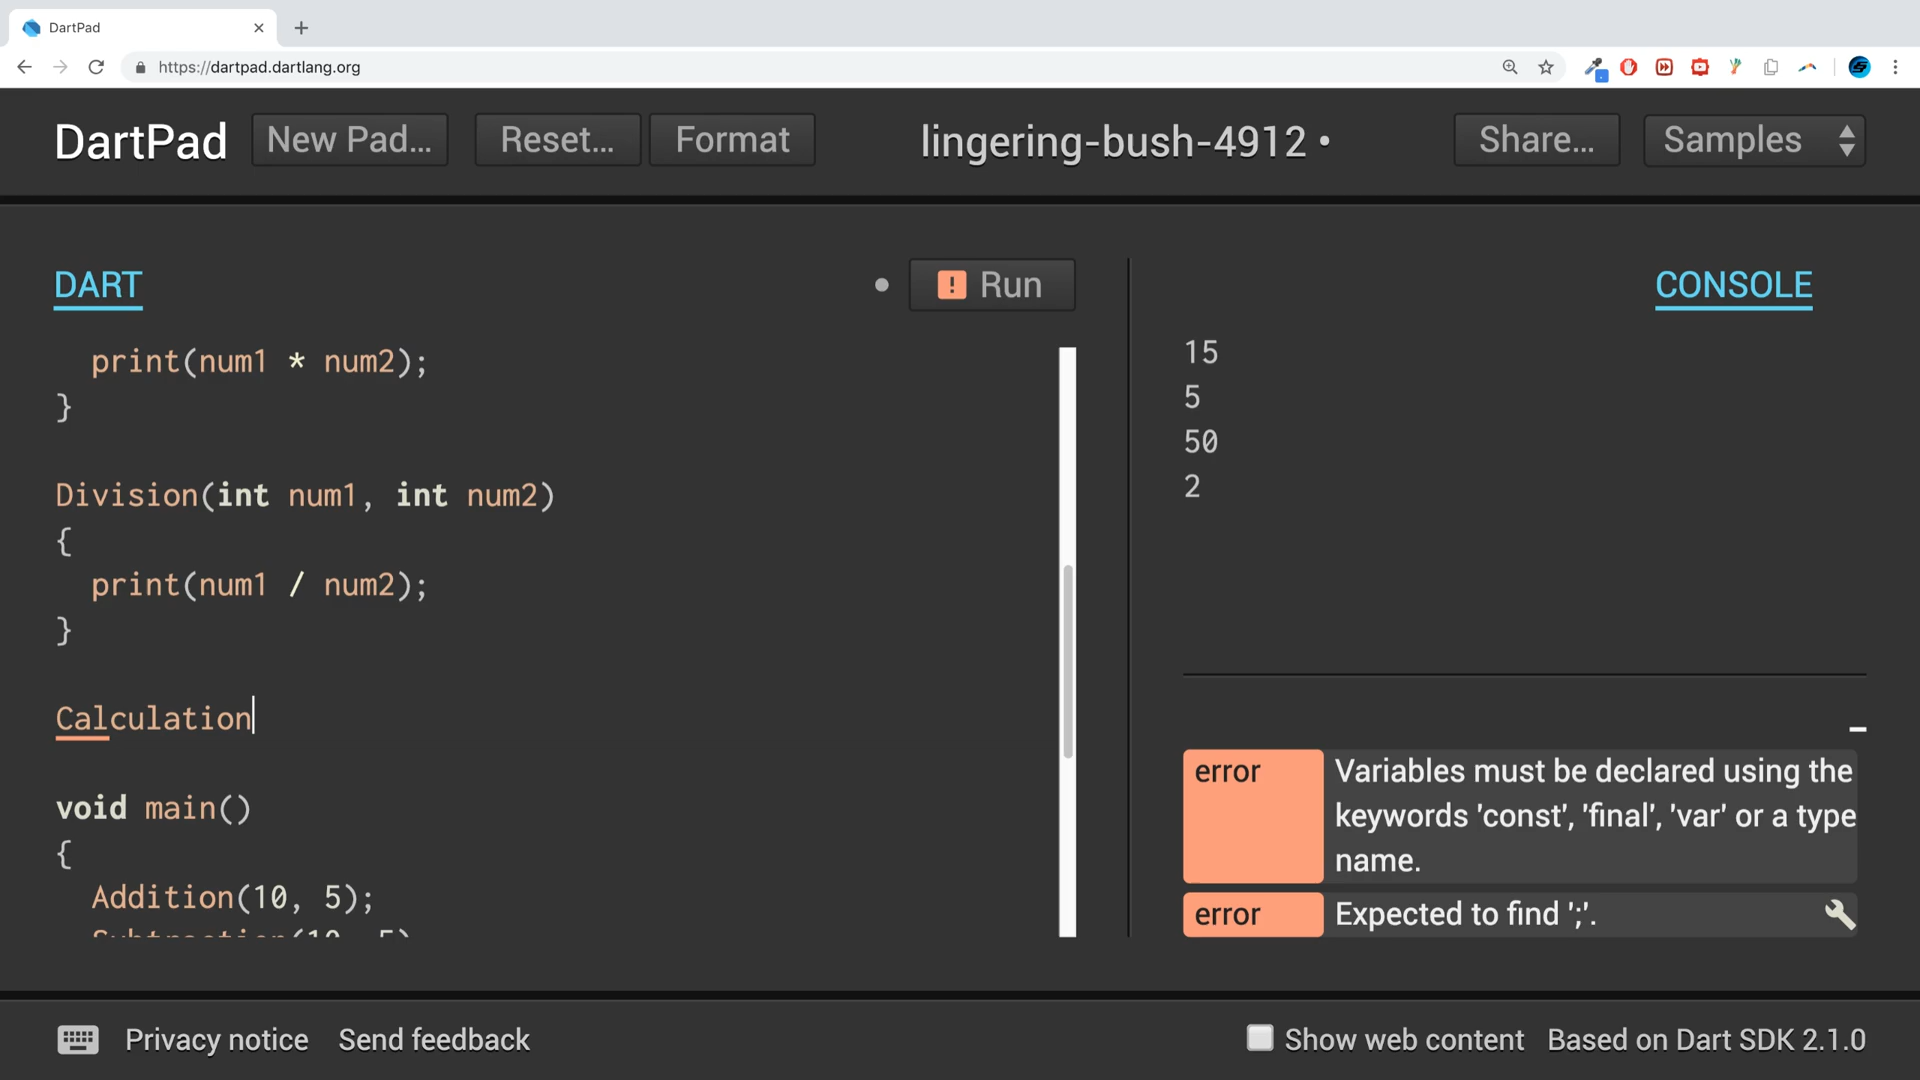 DartPad
https://dartpad.dartlang.org
DartPad
New Pad...
Reset...
Format
lingering-bush-4912 •
Share...
Samples
DART
! Run
CONSOLE
print(num1 * num2);
}
Division(int num1, int num2)
{
print(num1 / num2);
}
Calculation
void main()
{
Addition(10, 5);
Subtraction(10, 5)
15
5
50
2
error
Variables must be declared using the
keywords 'const', 'final', 'var' or a type
name.
error
Expected to find ';'.
Privacy notice
Send feedback
Show web content
Based on Dart SDK 2.1.0